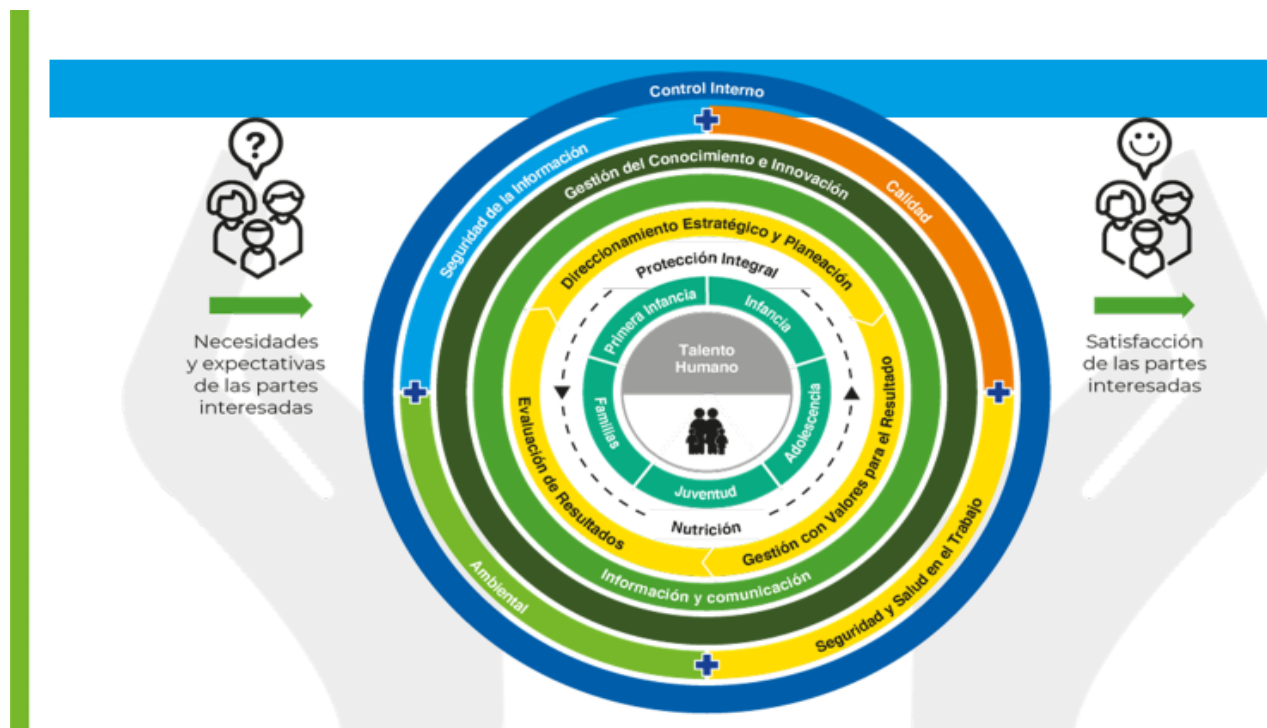 Control Interno
?
Necesidades
y expectativas
de las partes
interesadas
Seguridad de la Información
Calidad
Gestión del Conocimiento e Innovación
Direccionamiento Estratégico y Planeación
Protección Integral
Primera Infancia
Infancia
Talento
Humano
Familias
Adolescencia
Juventud
Nutrición
Evaluación de Resultados
Gestión con Valores para el Resultado
Información y comunicación
Ambiental
Seguridad y Salud en el Trabajo
Satisfacción
de las partes
interesadas